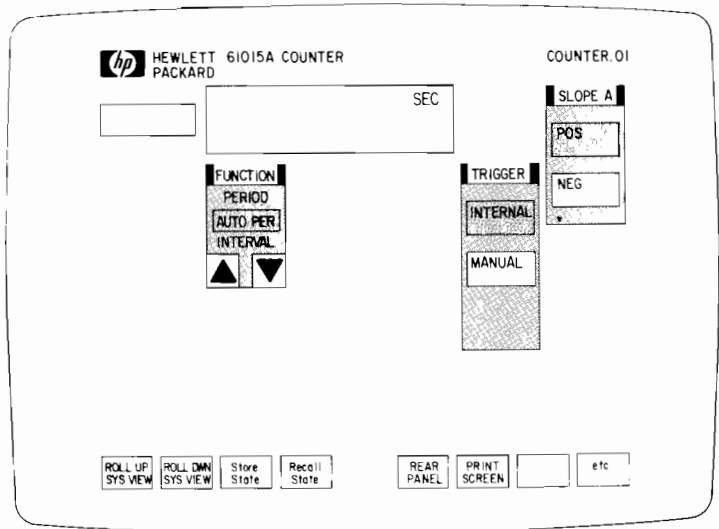 hp HEWLETT 61015A COUNTER
PACKARD
COUNTER.01
SEC
SLOPE A
POS
NEG
FUNCTION
PERIOD
AUTO PER
INTERVAL
TRIGGER
INTERNAL
MANUAL
ROLL UP
SYS VIEW
ROLL DWN
SYS VIEW
Store
State
Recall
State
REAR
PANEL
PRINT
SCREEN
etc